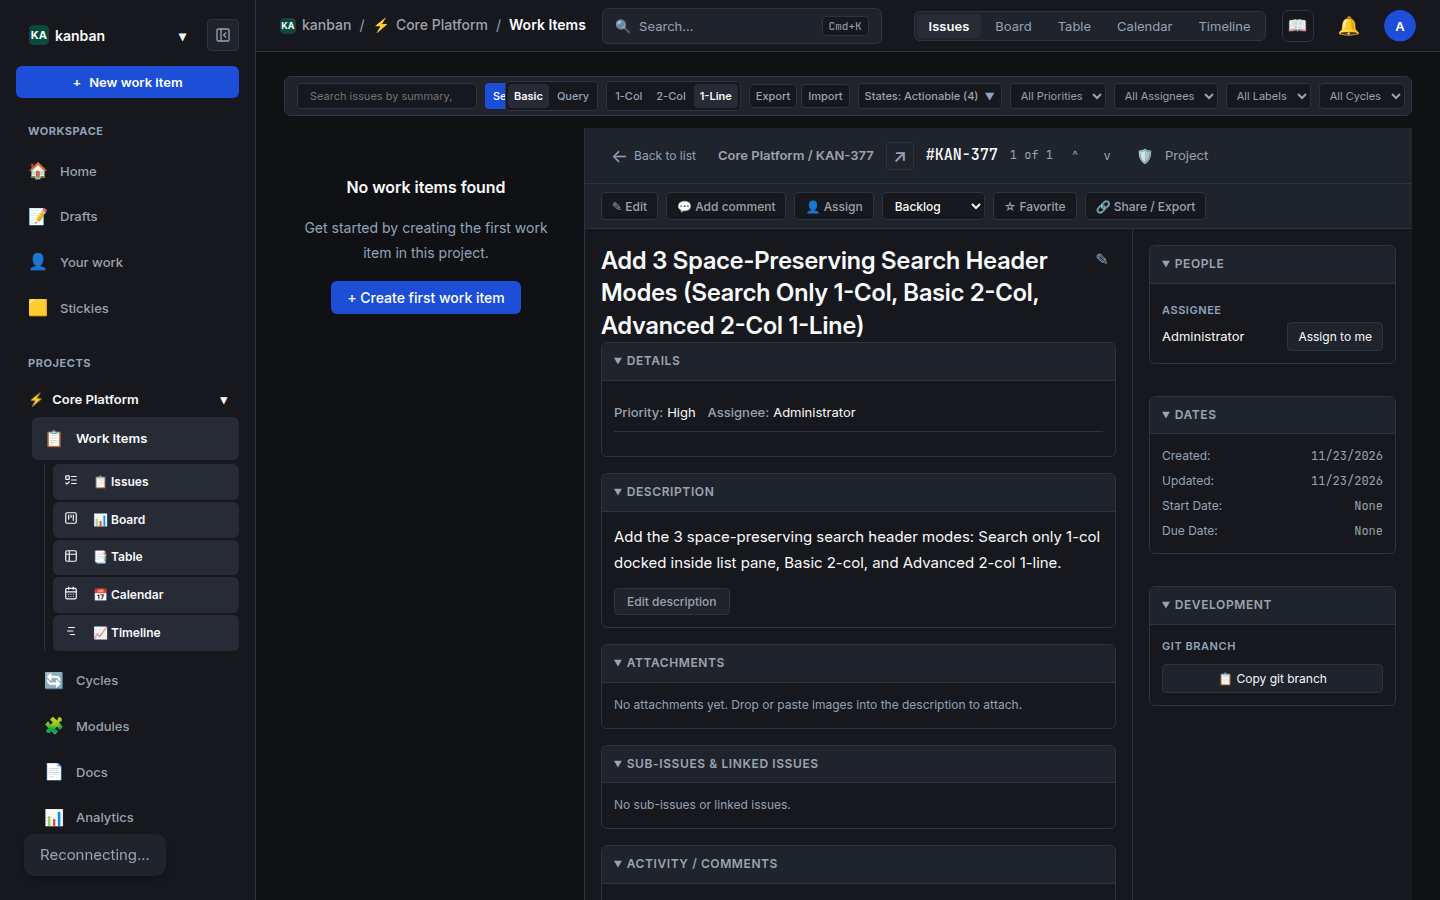 KA kanban ▼
+ New work item
WORKSPACE
Home
Drafts
Your work
Stickies
PROJECTS
Core Platform ▼
Work Items
Issues
Board
Table
Calendar
Timeline
Cycles
Modules
Docs
Analytics
Reconnecting...
KA kanban / Core Platform / Work Items
Search... Cmd+K
Issues Board Table Calendar Timeline
A
Search issues by summary,
Se Basic Query
1-Col 2-Col 1-Line
Export Import
States: Actionable (4) ▼
All Priorities
All Assignees
All Labels
All Cycles
No work items found
Get started by creating the first work
item in this project.
+ Create first work item
← Back to list Core Platform / KAN-377 #KAN-377 1 of 1 ^ v Project
✎ Edit
Add comment
Assign
Backlog
☆ Favorite
Share / Export
Add 3 Space-Preserving Search Header
Modes (Search Only 1-Col, Basic 2-Col,
Advanced 2-Col 1-Line)
▼ DETAILS
Priority: High Assignee: Administrator
▼ DESCRIPTION
Add the 3 space-preserving search header modes: Search only 1-col
docked inside list pane, Basic 2-col, and Advanced 2-col 1-line.
Edit description
▼ ATTACHMENTS
No attachments yet. Drop or paste images into the description to attach.
▼ SUB-ISSUES & LINKED ISSUES
No sub-issues or linked issues.
▼ ACTIVITY / COMMENTS
▼ PEOPLE
ASSIGNEE
Administrator Assign to me
▼ DATES
Created: 11/23/2026
Updated: 11/23/2026
Start Date: None
Due Date: None
▼ DEVELOPMENT
GIT BRANCH
Copy git branch